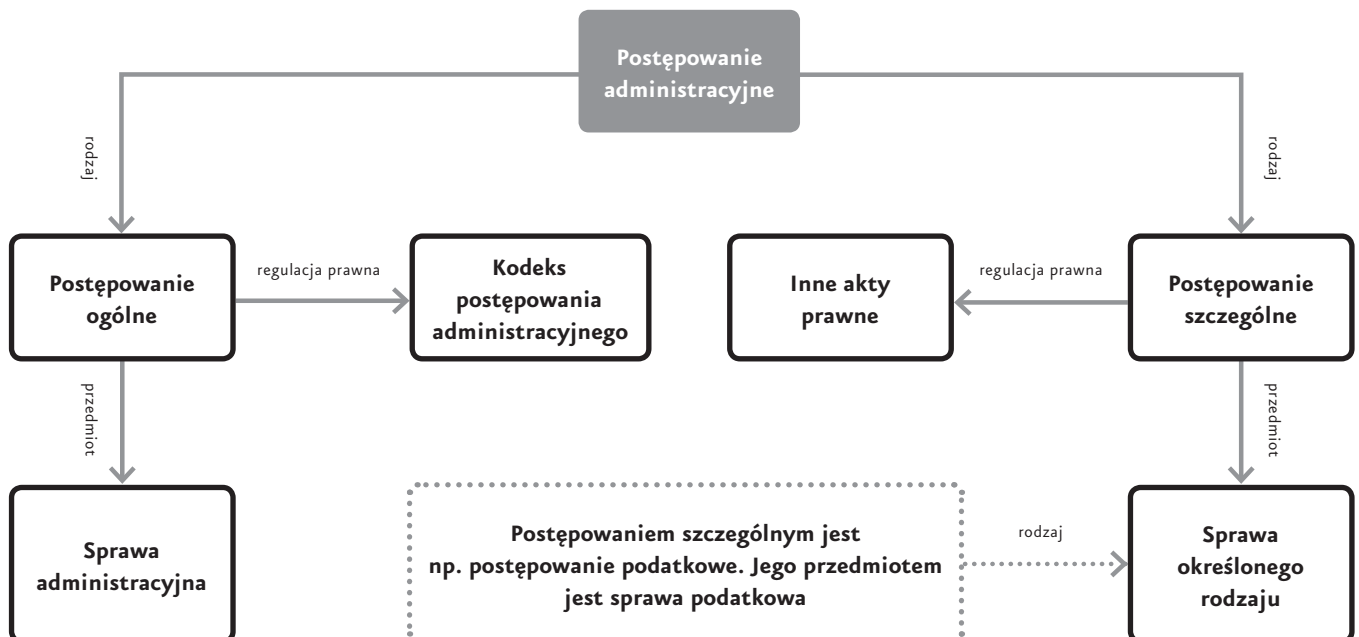 Postępowanie
administracyjne
rodzaj
rodzaj
Postępowanie
ogólne
regulacja prawna
Kodeks
postępowania
administracyjnego
Inne akty
prawne
regulacja prawna
Postępowanie
szczególne
przedmiot
przedmiot
Sprawa
administracyjna
Postępowaniem szczególnym jest
np. postępowanie podatkowe. Jego przedmiotem
jest sprawa podatkowa
rodzaj
Sprawa
określonego
rodzaju